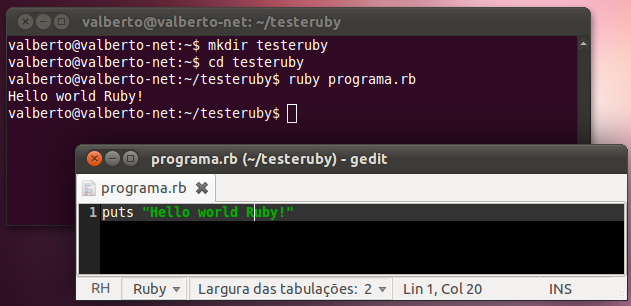 valberto@valberto-net: ~/testeruby
valberto@valberto-net:~$ mkdir testeruby
valberto@valberto-net:~$ cd testeruby
valberto@valberto-net:~/testeruby$ ruby programa.rb
Hello world Ruby!
valberto@valberto-net:~/testeruby$
programa.rb (~/testeruby) - gedit
programa.rb
1 puts "Hello world Ruby!"
RH Ruby Largura das tabulações: 2 Lin 1, Col 20 INS